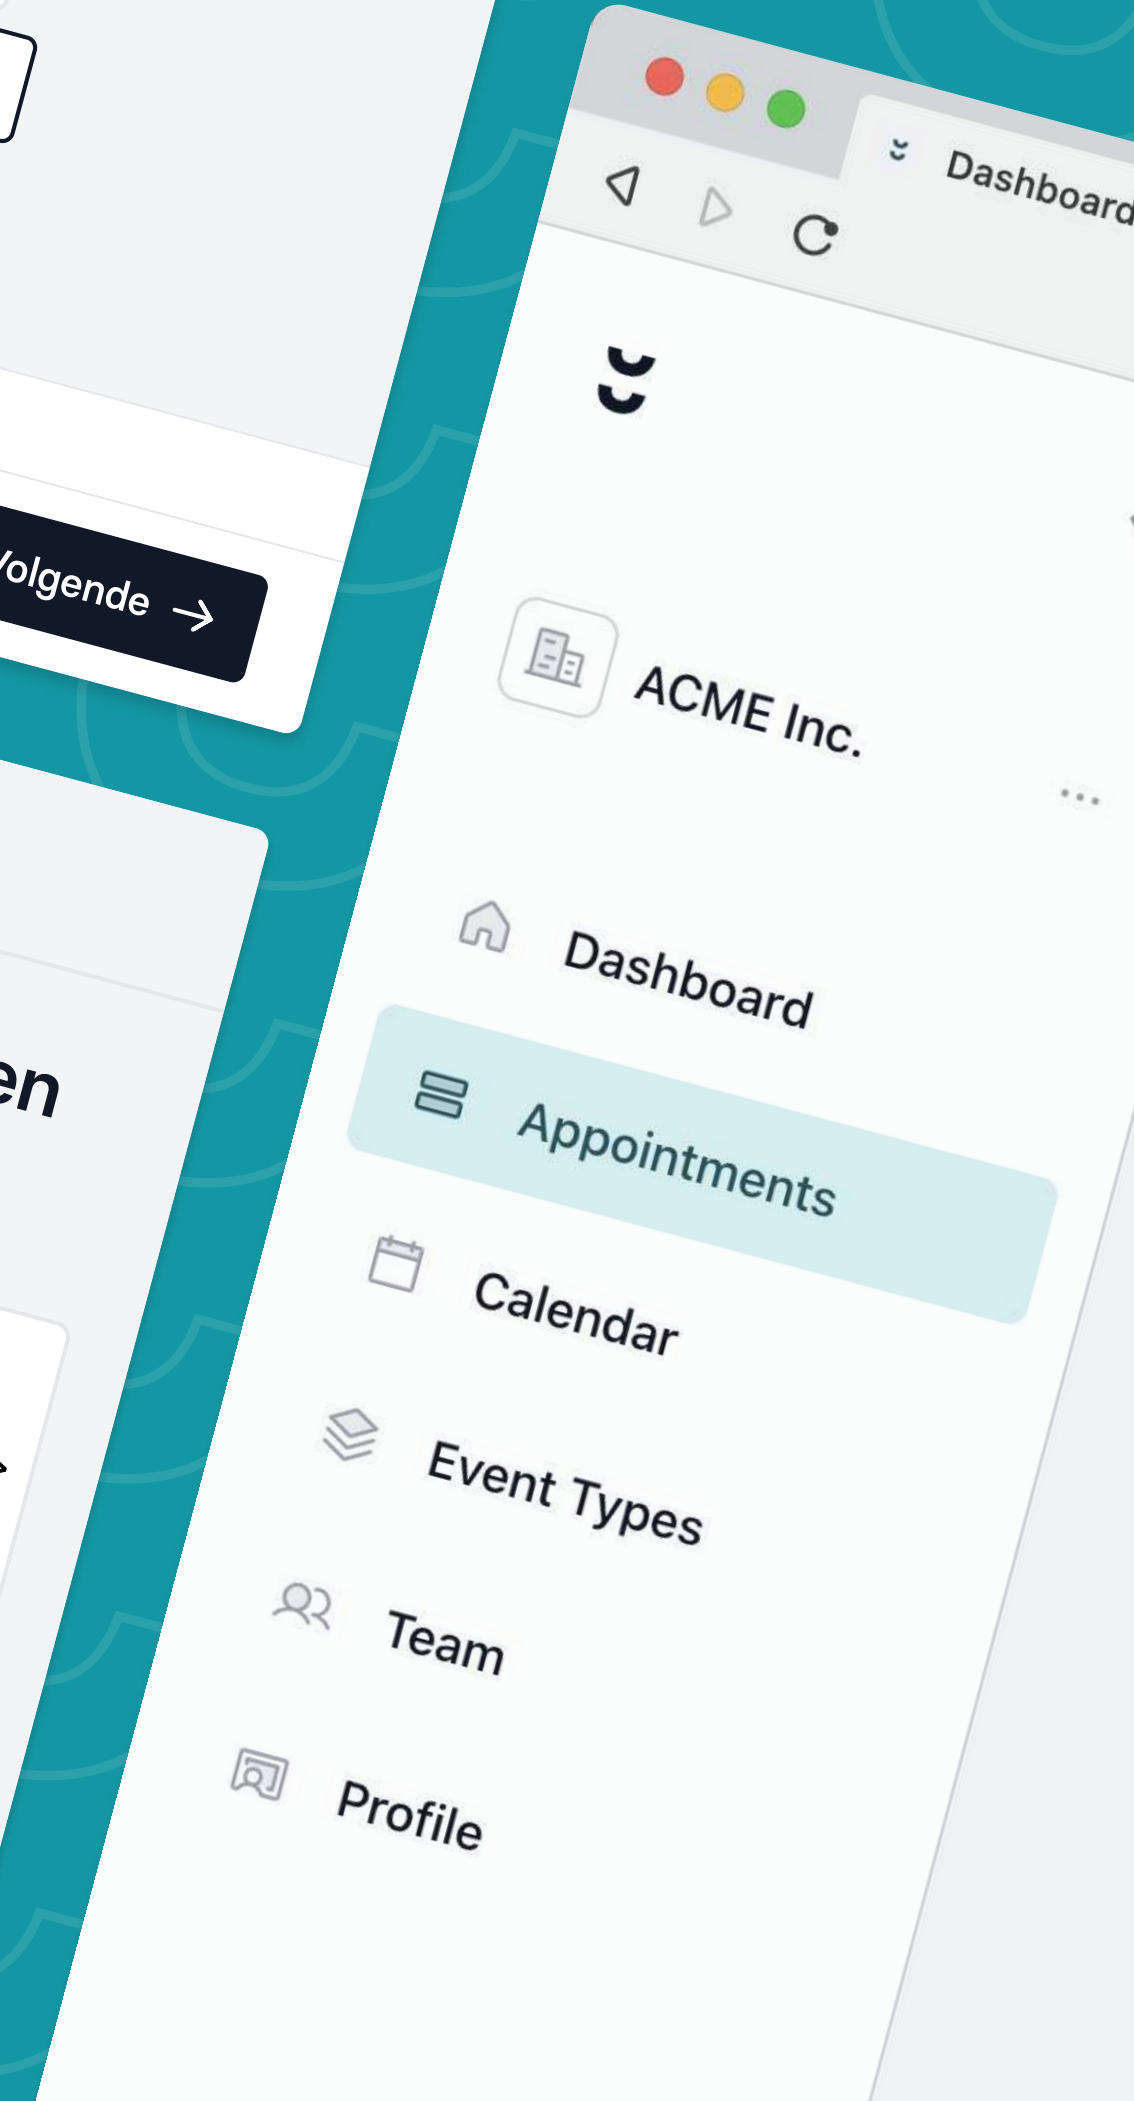 Dashboard
Volgende
ACME Inc.
Dashboard
Appointments
en
Calendar
Event Types
Team
Profile